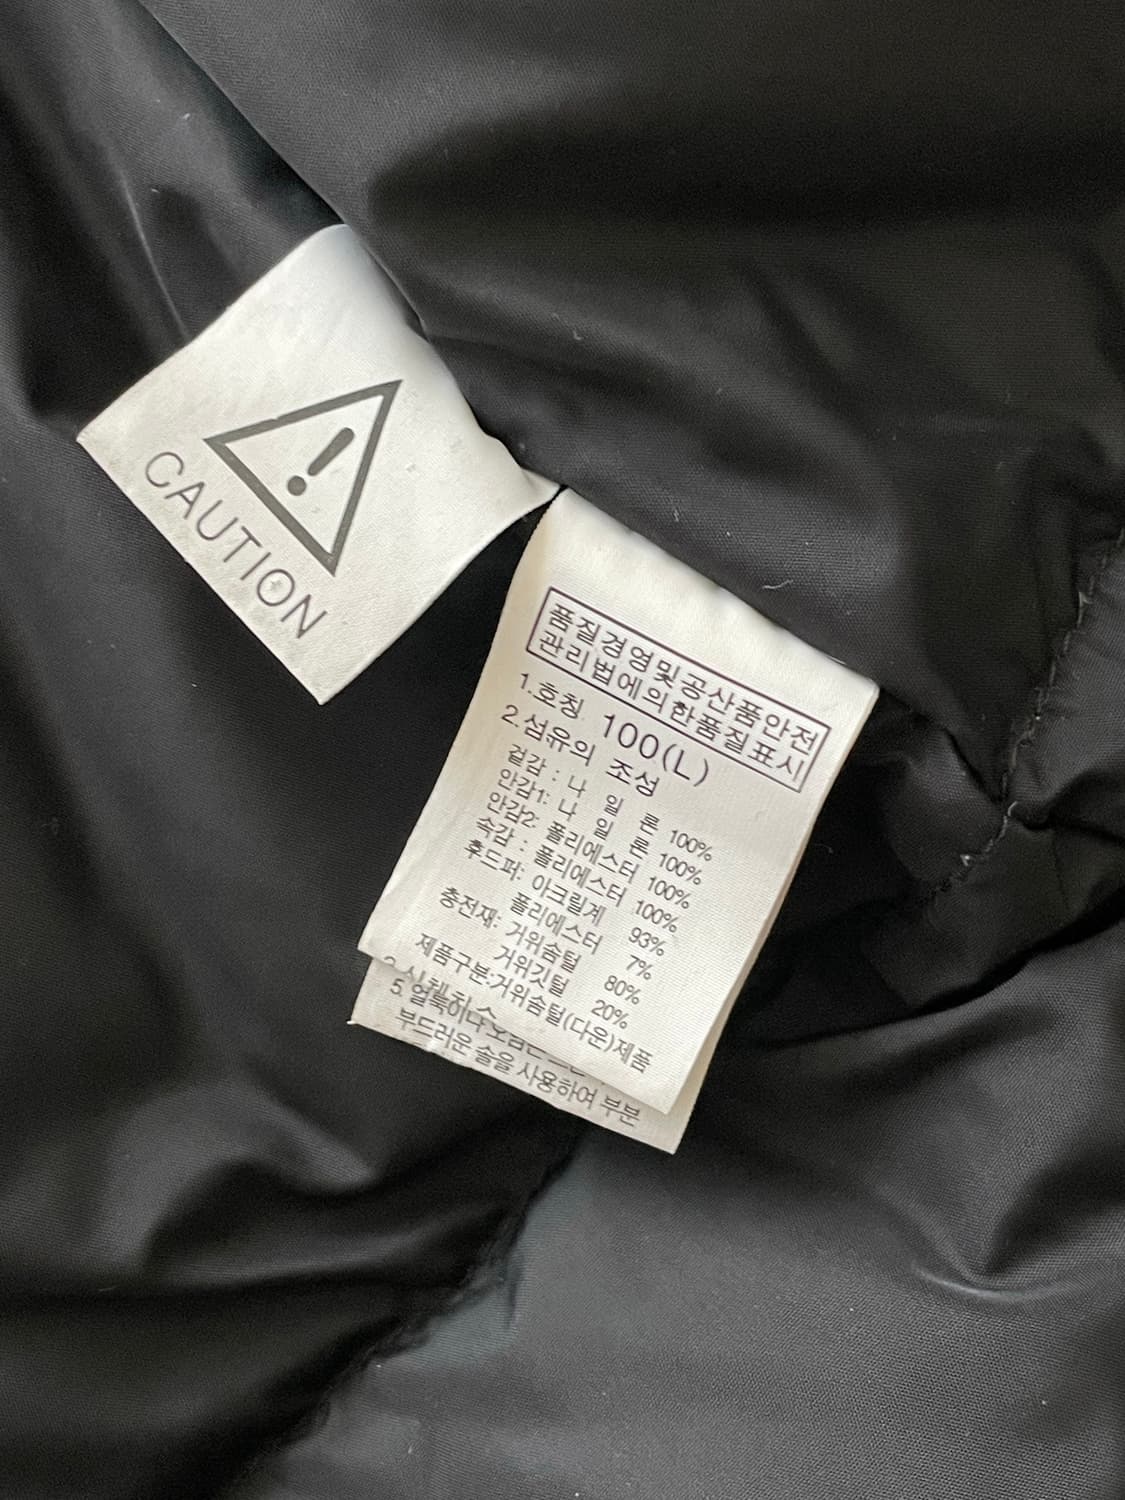 CAUTION
품질경영및공산품안전
관리법에의한품질표시
1.호칭 100(L)
2.섬유의 조성
겉감 : 나 일 론 100%
안감1: 나 일 론 100%
안감2: 폴리에스터 100%
속감 : 폴리에스터 100%
후드퍼: 아크릴계 93%
폴리에스터 7%
충전재: 거위솜털 80%
거위깃털 20%
제품구분:거위솜털(다운)제품
5. 얼룩이나
부드러운 솔을 사용하여 부분